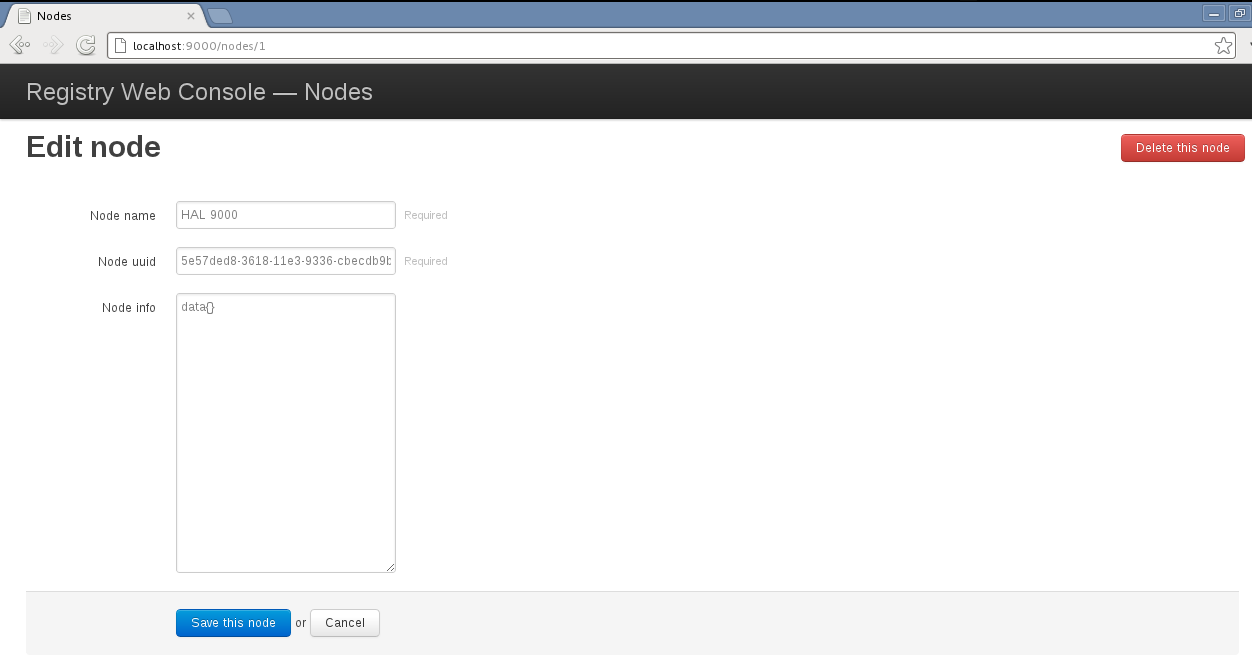 Nodes
localhost:9000/nodes/1
Registry Web Console — Nodes
Edit node
Delete this node
Node name HAL 9000 Required
Node uuid 5e57ded8-3618-11e3-9336-cbecdb9b Required
Node info data{}
Save this node or Cancel